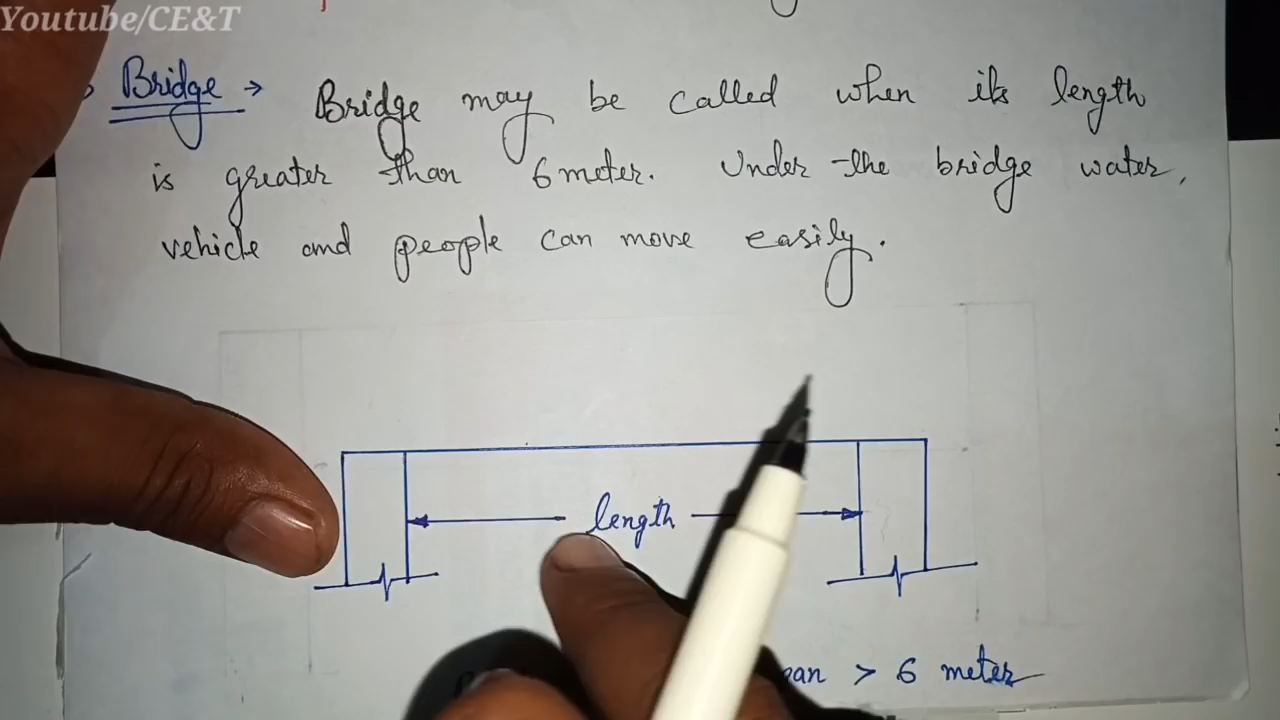 Youtube/CE&T
Bridge → Bridge may be called when its length
is greater than 6 meter. Under the bridge water,
vehicle and people can move easily.
length
> 6 meter